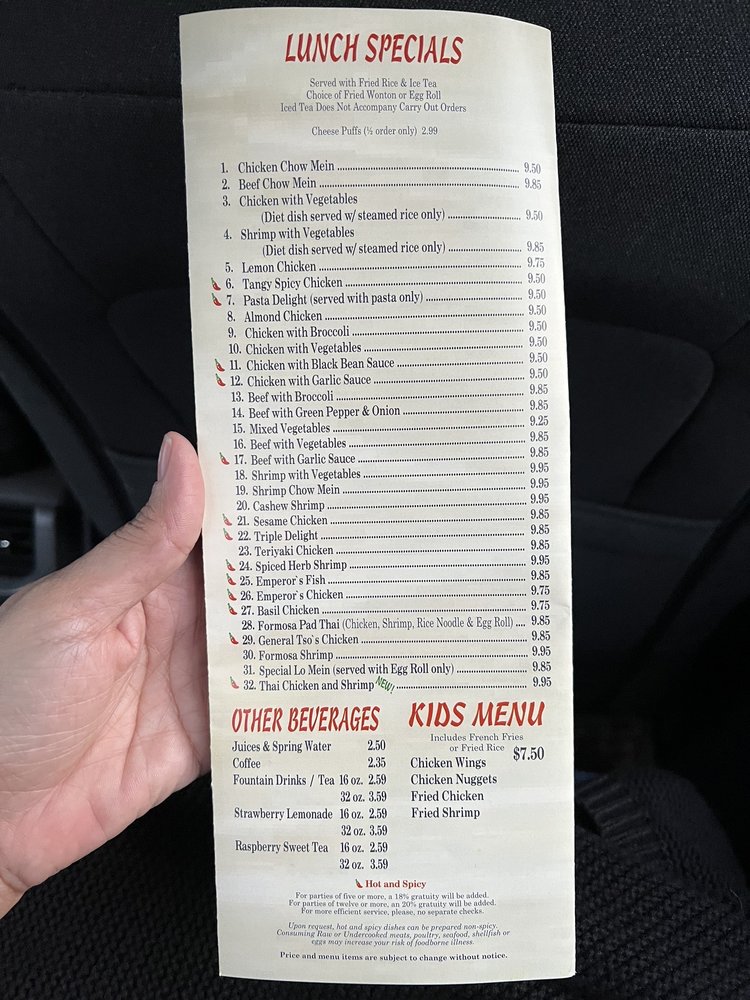 LUNCH SPECIALS
Served with Fried Rice & Ice Tea
Choice of Fried Wonton or Egg Roll
Iced Tea Does Not Accompany Carry Out Orders
Cheese Puffs (½ order only) 2.99
1. Chicken Chow Mein 9.50
2. Beef Chow Mein 9.85
3. Chicken with Vegetables
(Diet dish served w/ steamed rice only) 9.50
4. Shrimp with Vegetables
(Diet dish served w/ steamed rice only) 9.85
5. Lemon Chicken 9.75
6. Tangy Spicy Chicken 9.50
7. Pasta Delight (served with pasta only) 9.50
8. Almond Chicken 9.50
9. Chicken with Broccoli 9.50
10. Chicken with Vegetables 9.50
11. Chicken with Black Bean Sauce 9.50
12. Chicken with Garlic Sauce 9.50
13. Beef with Broccoli 9.85
14. Beef with Green Pepper & Onion 9.85
15. Mixed Vegetables 9.25
16. Beef with Vegetables 9.85
17. Beef with Garlic Sauce 9.85
18. Shrimp with Vegetables 9.95
19. Shrimp Chow Mein 9.95
20. Cashew Shrimp 9.95
21. Sesame Chicken 9.85
22. Triple Delight 9.85
23. Teriyaki Chicken 9.85
24. Spiced Herb Shrimp 9.95
25. Emperor`s Fish 9.85
26. Emperor`s Chicken 9.75
27. Basil Chicken 9.75
28. Formosa Pad Thai (Chicken, Shrimp, Rice Noodle & Egg Roll) 9.85
29. General Tso`s Chicken 9.85
30. Formosa Shrimp 9.95
31. Special Lo Mein (served with Egg Roll only) 9.85
32. Thai Chicken and Shrimp NEW! 9.95
OTHER BEVERAGES
Juices & Spring Water 2.50
Coffee 2.35
Fountain Drinks / Tea 16 oz. 2.59
32 oz. 3.59
Strawberry Lemonade 16 oz. 2.59
32 oz. 3.59
Raspberry Sweet Tea 16 oz. 2.59
32 oz. 3.59
KIDS MENU
Includes French Fries
or Fried Rice $7.50
Chicken Wings
Chicken Nuggets
Fried Chicken
Fried Shrimp
Hot and Spicy
For parties of five or more, a 18% gratuity will be added.
For parties of twelve or more, an 20% gratuity will be added.
For more efficient service, please, no separate checks.
Upon request, hot and spicy dishes can be prepared non-spicy.
Consuming Raw or Undercooked meats, poultry, seafood, shellfish or
eggs may increase your risk of foodborne illness.
Price and menu items are subject to change without notice.